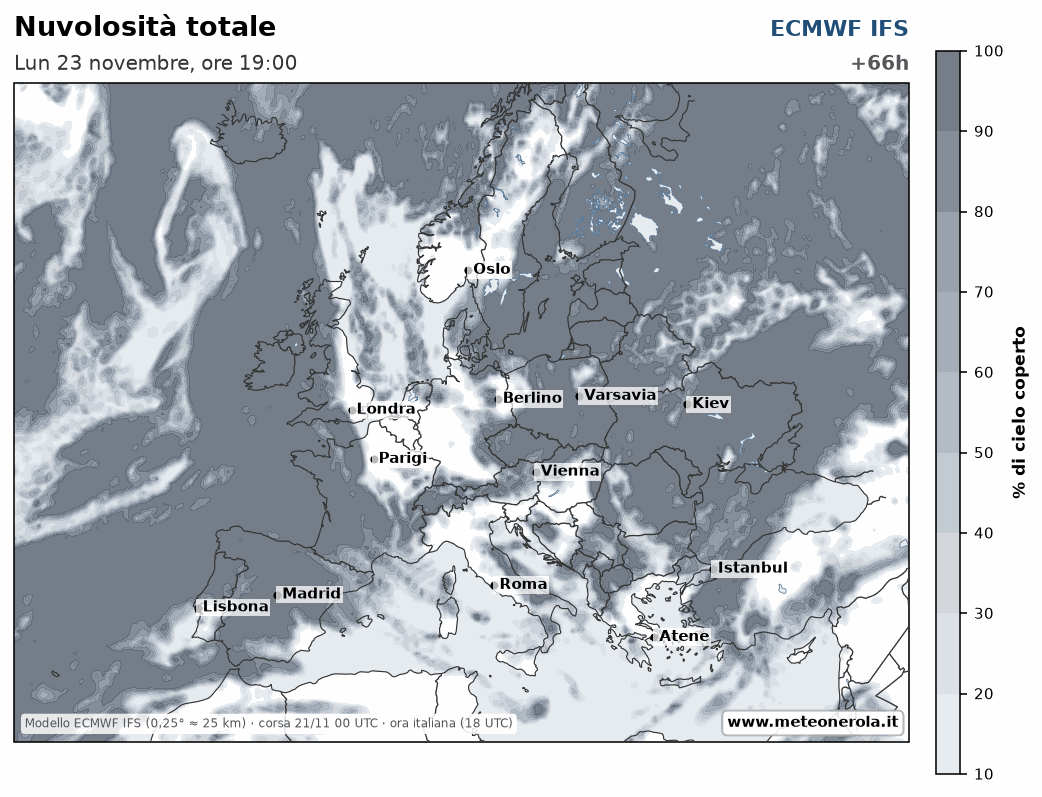 Nuvolosità totale
ECMWF IFS
Lun 23 novembre, ore 19:00
+66h
100
90
80
70
60
50
40
30
20
10
% di cielo coperto
Oslo
Berlino
Varsavia
Kiev
Londra
Parigi
Vienna
Istanbul
Roma
Madrid
Lisbona
Atene
Modello ECMWF IFS (0,25° ≈ 25 km) · corsa 21/11 00 UTC · ora italiana (18 UTC)
www.meteonerola.it